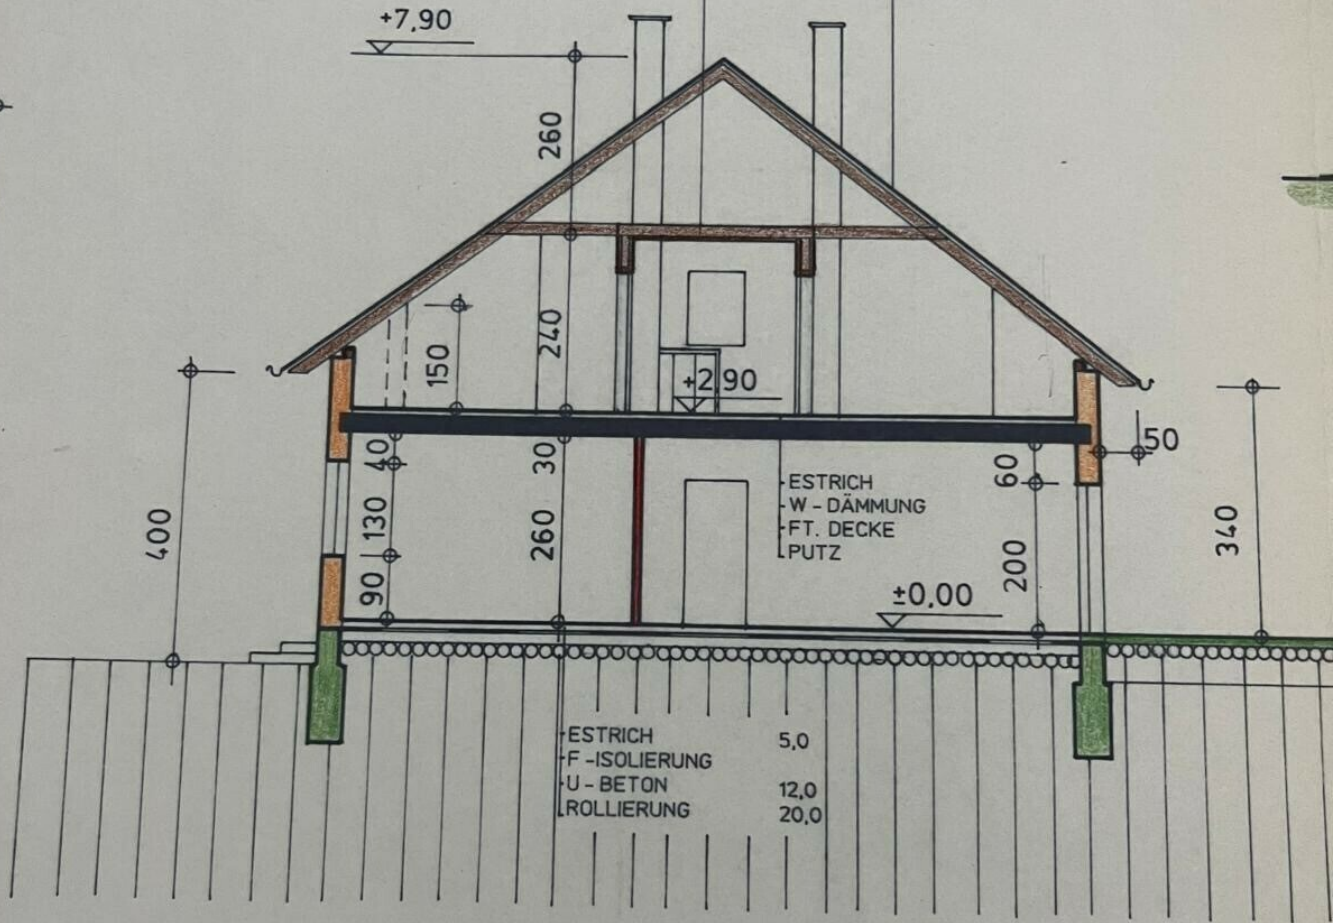 +7,90
260
240
150
+2,90
40
30
60
50
130
260
ESTRICH
W - DÄMMUNG
FT. DECKE
PUTZ
400
340
200
90
±0,00
ESTRICH 5,0
F - ISOLIERUNG
U - BETON 12,0
ROLLIERUNG 20,0